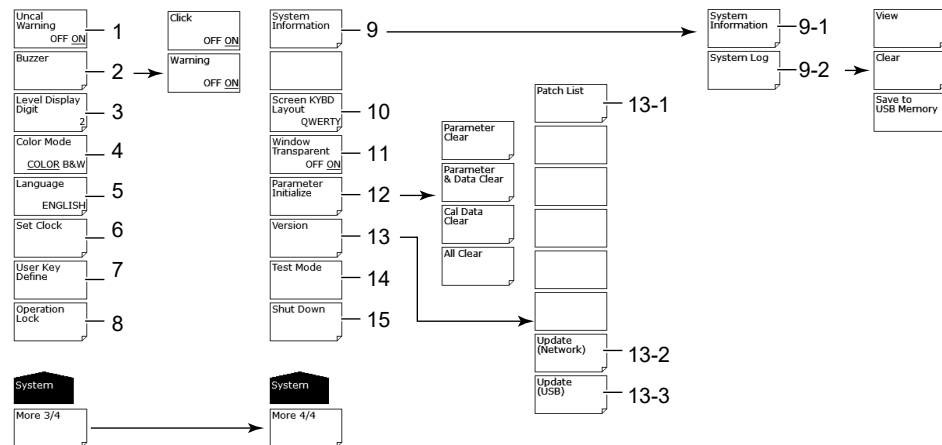 Uncal
Warning
OFF ON
1
Buzzer
2
Level Display
Digit
2
3
Color Mode
COLOR B&W
4
Language
ENGLISH
5
Set Clock
6
User Key
Define
7
Operation
Lock
8
System
More 3/4
Click
OFF ON
Warning
OFF ON
System
Information
9
Screen KYBD
Layout
QWERTY
10
Window
Transparent
OFF ON
11
Parameter
Initialize
12
Version
13
Test Mode
14
Shut Down
15
System
More 4/4
Parameter
Clear
Parameter
& Data Clear
Cal Data
Clear
All Clear
Patch List
13-1
Update
(Network)
13-2
Update
(USB)
13-3
System
Information
9-1
System Log
9-2
View
Clear
Save to
USB Memory